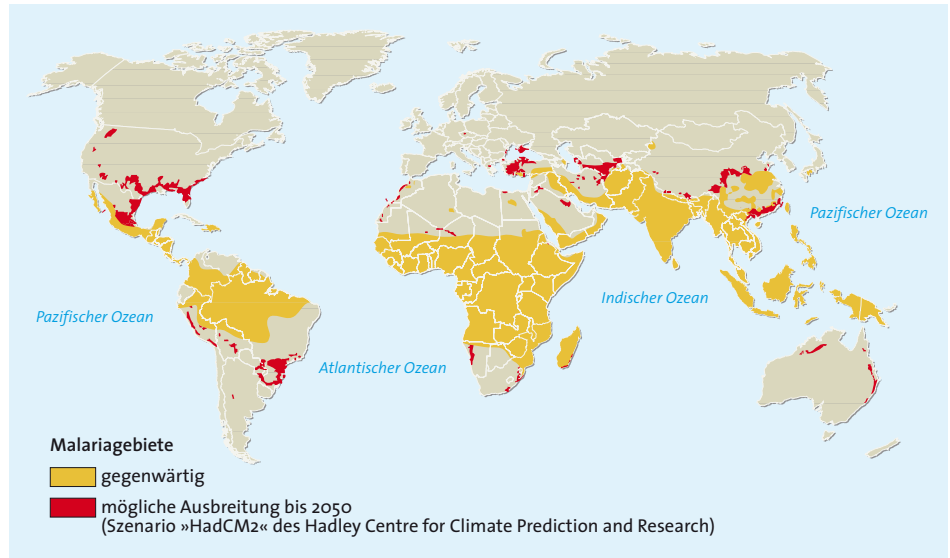 Pazifischer Ozean
Indischer Ozean
Pazifischer Ozean
Atlantischer Ozean
Malariagebiete
gegenwärtig
mögliche Ausbreitung bis 2050
(Szenario »HadCM2« des Hadley Centre for Climate Prediction and Research)